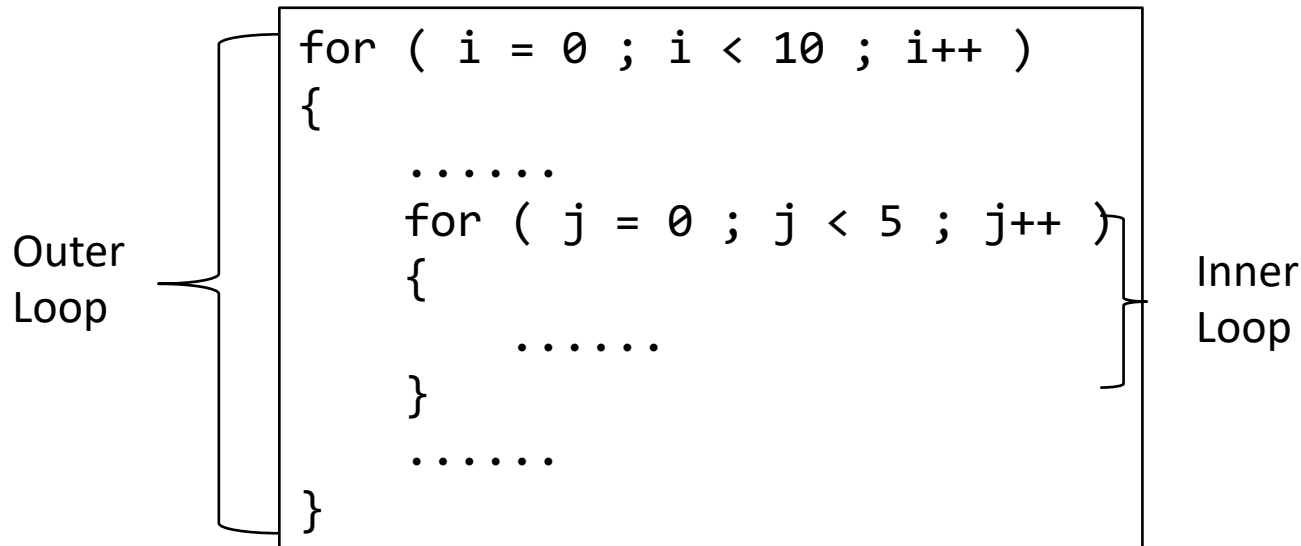 for ( i = 0 ; i < 10 ; i++ )
{
......
for ( j = 0 ; j < 5 ; j++ )
{
......
}
......
}
Outer
Loop
Inner
Loop